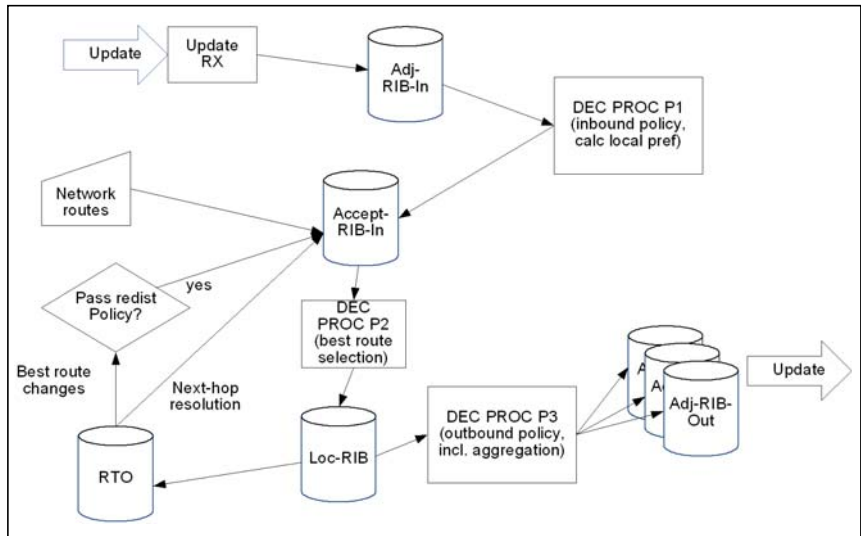 Update
Update
RX
Adj-
RIB-In
DEC PROC P1
(inbound policy,
calc local pref)
Network
routes
Accept-
RIB-In
Pass redist
Policy?
yes
DEC
PROC P2
(best route
selection)
Best route
changes
Next-hop
resolution
RTO
Loc-RIB
DEC PROC P3
(outbound policy,
incl. aggregation)
A
A
Adj-RIB-
Out
Update